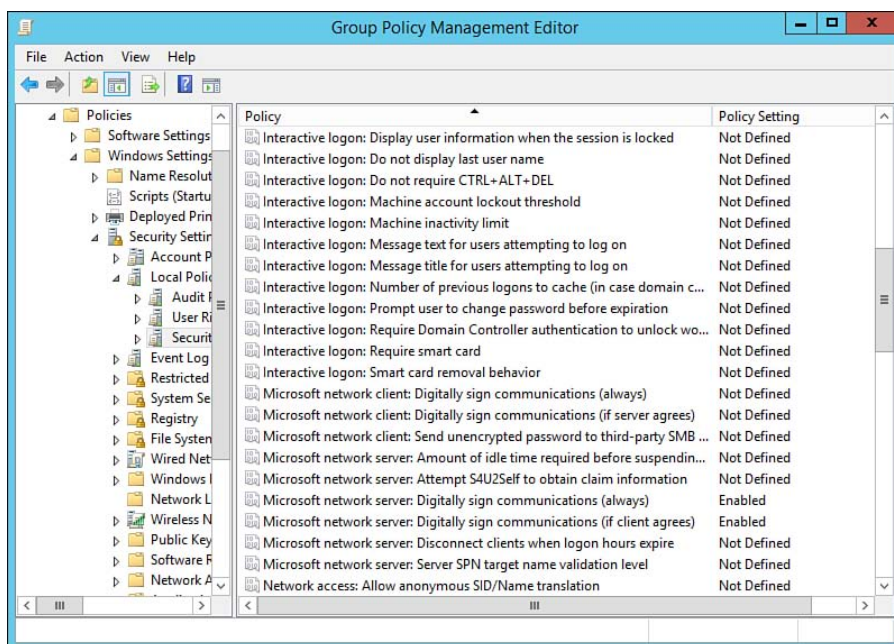 Group Policy Management Editor
File Action View Help
Policies
Software Settings
Windows Settings
Name Resolut
Scripts (Startu
Deployed Prin
Security Settin
Account P
Local Polic
Audit P
User Ri
Securit
Event Log
Restricted
System Se
Registry
File System
Wired Net
Windows
Network L
Wireless N
Public Key
Software R
Network A
Policy Policy Setting
Interactive logon: Display user information when the session is locked Not Defined
Interactive logon: Do not display last user name Not Defined
Interactive logon: Do not require CTRL+ALT+DEL Not Defined
Interactive logon: Machine account lockout threshold Not Defined
Interactive logon: Machine inactivity limit Not Defined
Interactive logon: Message text for users attempting to log on Not Defined
Interactive logon: Message title for users attempting to log on Not Defined
Interactive logon: Number of previous logons to cache (in case domain c... Not Defined
Interactive logon: Prompt user to change password before expiration Not Defined
Interactive logon: Require Domain Controller authentication to unlock wo... Not Defined
Interactive logon: Require smart card Not Defined
Interactive logon: Smart card removal behavior Not Defined
Microsoft network client: Digitally sign communications (always) Not Defined
Microsoft network client: Digitally sign communications (if server agrees) Not Defined
Microsoft network client: Send unencrypted password to third-party SMB ... Not Defined
Microsoft network server: Amount of idle time required before suspendin... Not Defined
Microsoft network server: Attempt S4U2Self to obtain claim information Not Defined
Microsoft network server: Digitally sign communications (always) Enabled
Microsoft network server: Digitally sign communications (if client agrees) Enabled
Microsoft network server: Disconnect clients when logon hours expire Not Defined
Microsoft network server: Server SPN target name validation level Not Defined
Network access: Allow anonymous SID/Name translation Not Defined